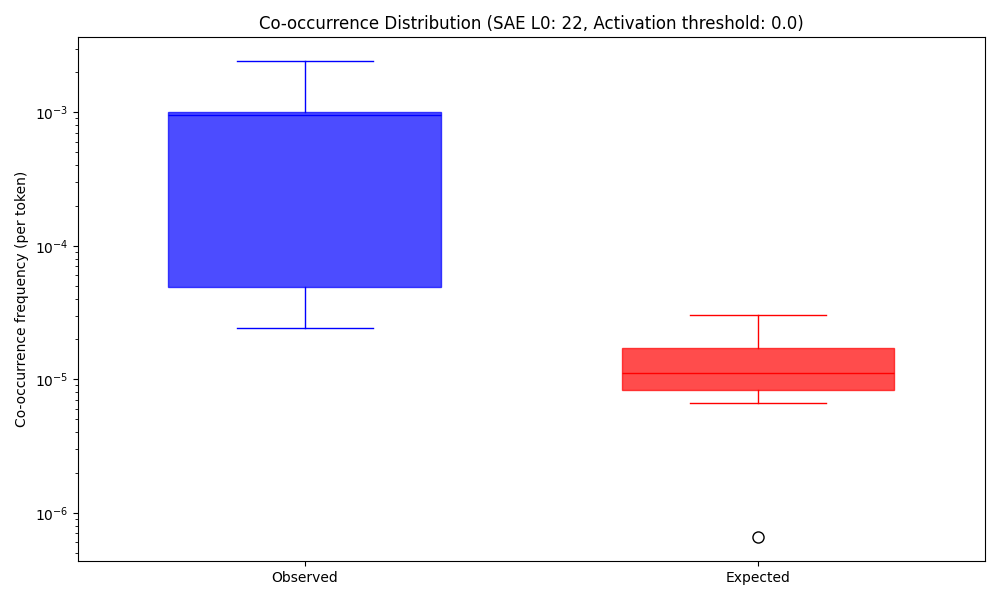 Co-occurrence Distribution (SAE L0: 22, Activation threshold: 0.0)
Co-occurrence frequency (per token)
10⁻³
10⁻⁴
10⁻⁵
10⁻⁶
Observed
Expected